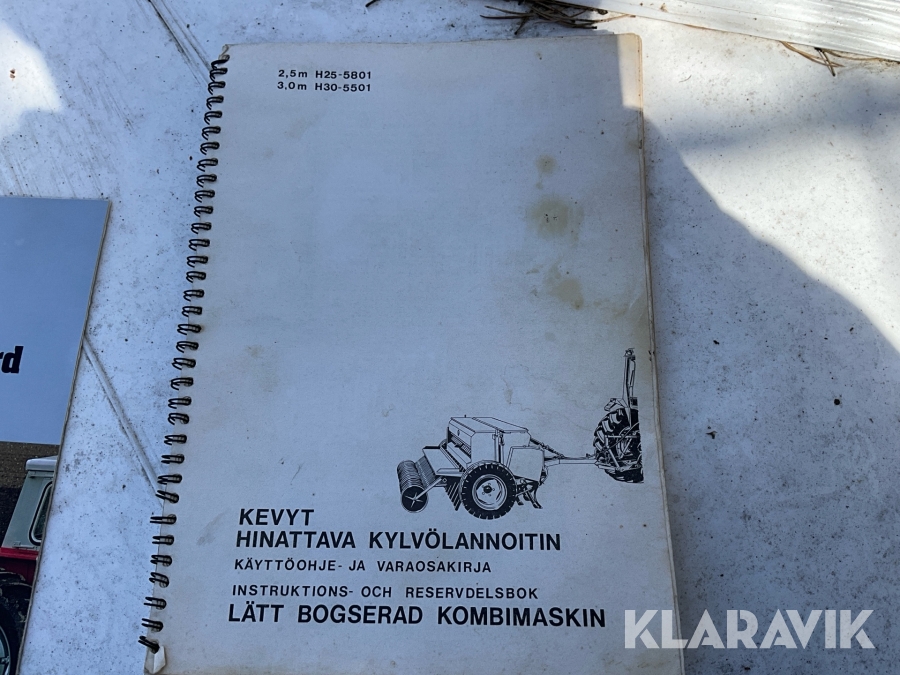 2,5m H25-5801
3,0m H30-5501
rd
KEVYT
HINATTAVA KYLVÖLANNOITIN
KÄYTTÖOHJE- JA VARAOSAKIRJA
INSTRUKTIONS- OCH RESERVDELSBOK
LÄTT BOGSERAD KOMBIMASKIN
KLARAVIK